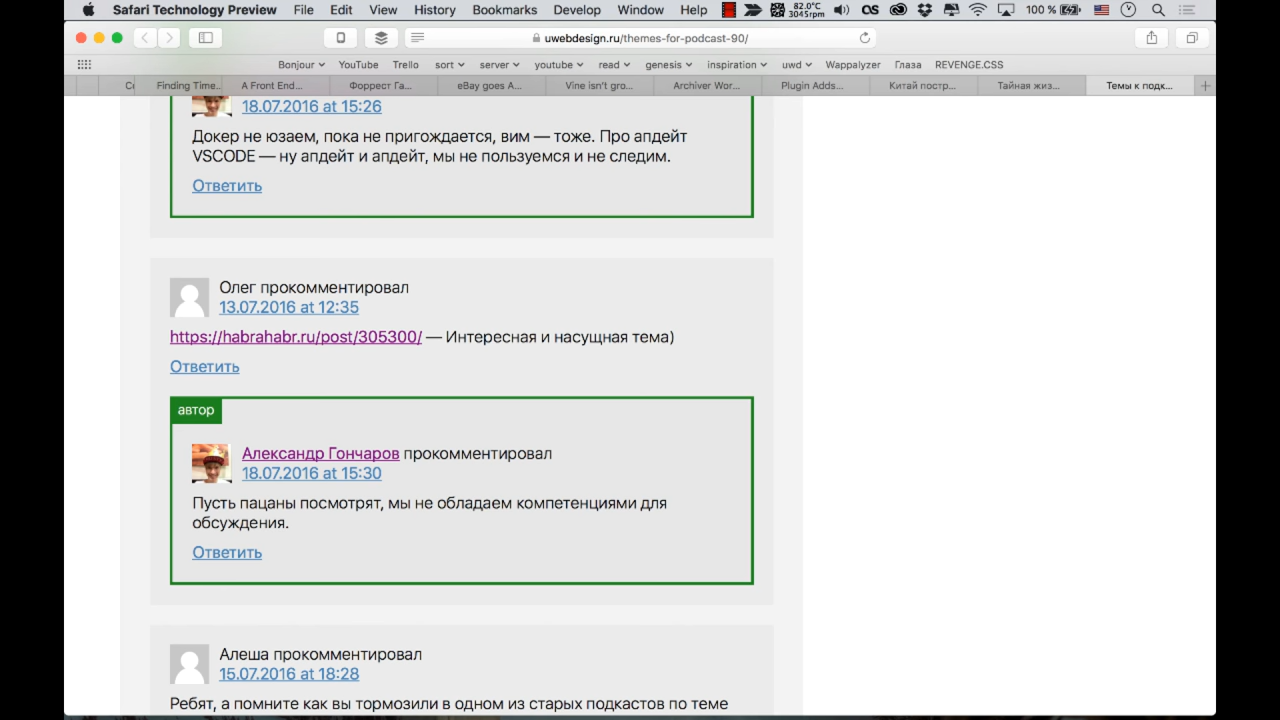 Safari Technology Preview File Edit View History Bookmarks Develop Window Help 82.0°C 3045rpm 100 %
uwebdesign.ru/themes-for-podcast-90/
Bonjour YouTube Trello sort server youtube read genesis inspiration uwd Wappalyzer Глаза REVENGE.CSS
Finding Time... A Front End... Форрест Га... eBay goes A... Vine isn't gro... Archiver Wor... Plugin Adds... Китай постр... Тайная жиз... Темы к подк...
18.07.2016 at 15:26
Докер не юзаем, пока не пригождается, вим — тоже. Про апдейт
VSCODE — ну апдейт и апдейт, мы не пользуемся и не следим.
Ответить
Олег прокомментировал
13.07.2016 at 12:35
https://habrahabr.ru/post/305300/ — Интересная и насущная тема)
Ответить
автор
Александр Гончаров прокомментировал
18.07.2016 at 15:30
Пусть пацаны посмотрят, мы не обладаем компетенциями для
обсуждения.
Ответить
Алеша прокомментировал
15.07.2016 at 18:28
Ребят, а помните как вы тормозили в одном из старых подкастов по теме